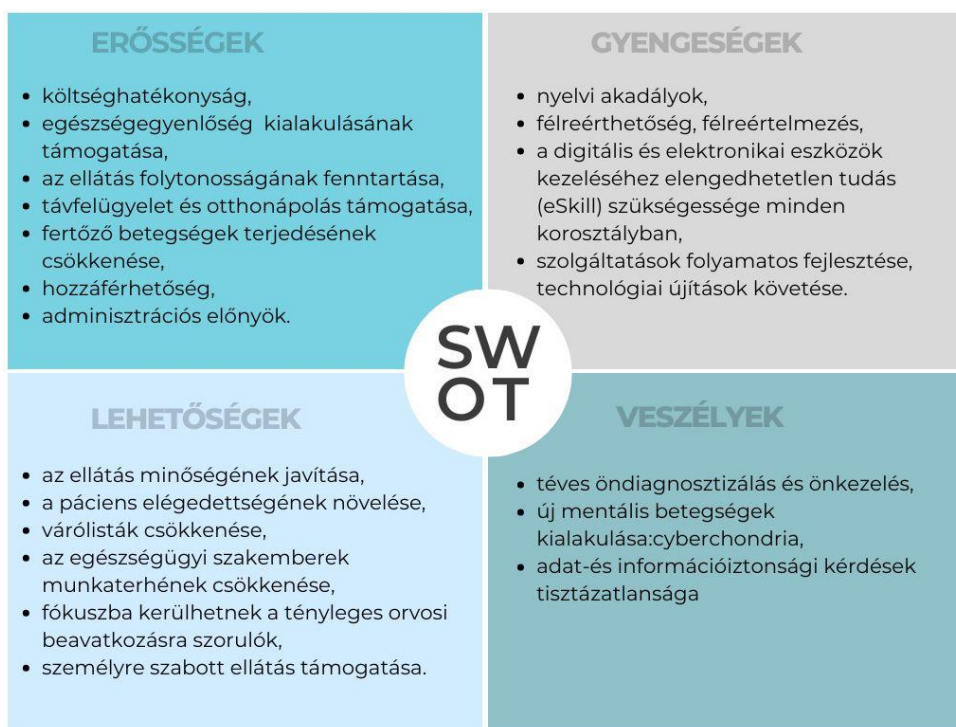 ERŐSSÉGEK
• költséghatékonyság,
• egészségegyenlőség kialakulásának
támogatása,
• az ellátás folytonosságának fenntartása,
• távfelügyelet és otthonápolás támogatása,
• fertőző betegségek terjedésének
csökkenése,
• hozzáférhetőség,
• adminisztrációs előnyök.
GYENGESÉGEK
• nyelvi akadályok,
• félreérthetőség, félreértelmezés,
• a digitális és elektronikai eszközök
kezeléséhez elengedhetetlen tudás
(eSkill) szükségessége minden
korosztályban,
• szolgáltatások folyamatos fejlesztése,
technológiai újítások követése.
SW
OT
LEHETŐSÉGEK
• az ellátás minőségének javítása,
• a páciens elégedettségének növelése,
• várólisták csökkenése,
• az egészségügyi szakemberek
munkaterhének csökkenése,
• fókuszba kerülhetnek a tényleges orvosi
beavatkozásra szorulók,
• személyre szabott ellátás támogatása.
VESZÉLYEK
• téves öndiagnosztizálás és önkezelés,
• új mentális betegségek
kialakulása:cyberchondria,
• adat-és információiztonsági kérdések
tisztázatlansága